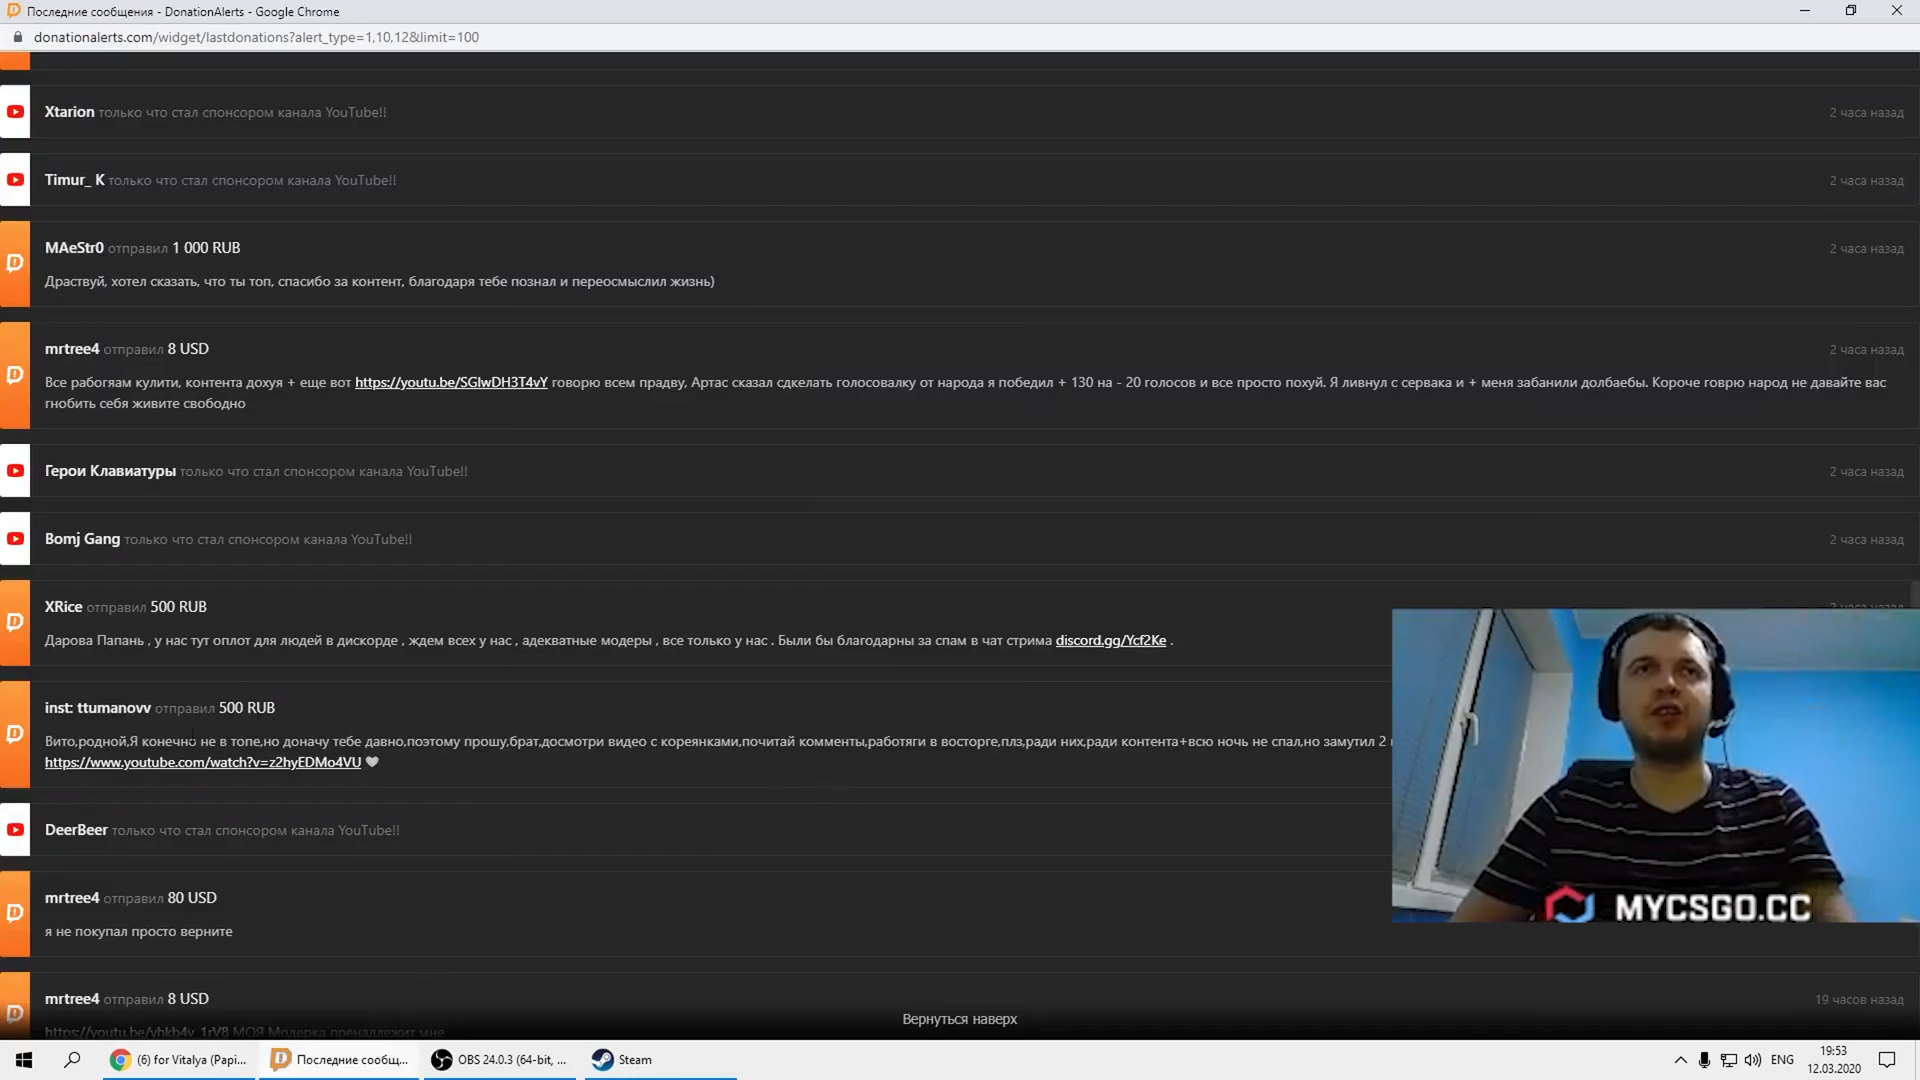 Последние сообщения - DonationAlerts - Google Chrome
donationalerts.com/widget/lastdonations?alert_type=1,10,12&limit=100
Xtarion только что стал спонсором канала YouTube!!
2 часа назад
Timur_ K только что стал спонсором канала YouTube!!
2 часа назад
MAeStr0 отправил 1 000 RUB
2 часа назад
Драствуй, хотел сказать, что ты топ, спасибо за контент, благодаря тебе познал и переосмыслил жизнь)
mrtree4 отправил 8 USD
2 часа назад
Все рабогяам кулити, контента дохуя + еще вот https://youtu.be/SGlwDH3T4vY говорю всем прадву, Артас сказал сдкелать голосовалку от народа я победил + 130 на - 20 голосов и все просто похуй. Я ливнул с сервака и + меня забанили долбаебы. Короче говрю народ не давайте вас
гнобить себя живите свободно
Герои Клавиатуры только что стал спонсором канала YouTube!!
2 часа назад
Bomj Gang только что стал спонсором канала YouTube!!
2 часа назад
XRice отправил 500 RUB
Дарова Папань , у нас тут оплот для людей в дискорде , ждем всех у нас , адекватные модеры , все только у нас . Были бы благодарны за спам в чат стрима discord.gg/Ycf2Ke .
inst: ttumanovv отправил 500 RUB
Вито,родной,Я конечно не в топе,но доначу тебе давно,поэтому прошу,брат,досмотри видео с кореянками,почитай комменты,работяги в восторге,плз,ради них,ради контента+всю ночь не спал,но замутил 2
https://www.youtube.com/watch?v=z2hyEDMo4VU 🤍
DeerBeer только что стал спонсором канала YouTube!!
mrtree4 отправил 80 USD
я не покупал просто верните
MYCSGO.CC
mrtree4 отправил 8 USD
19 часов назад
https://youtu.be/yhkb4v_1rV8 МОЯ Модерка пренадлежит мне
Вернуться наверх
(6) for Vitalya (Papi...
Последние сообщ...
OBS 24.0.3 (64-bit, ...
Steam
ENG
19:53
12.03.2020